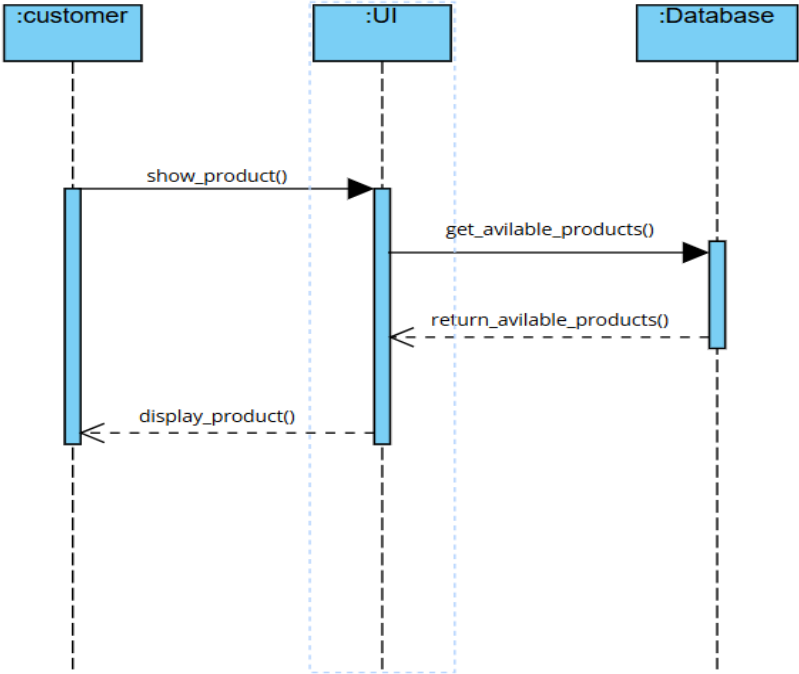 :customer
:UI
:Database
show_product()
get_avilable_products()
return_avilable_products()
display_product()